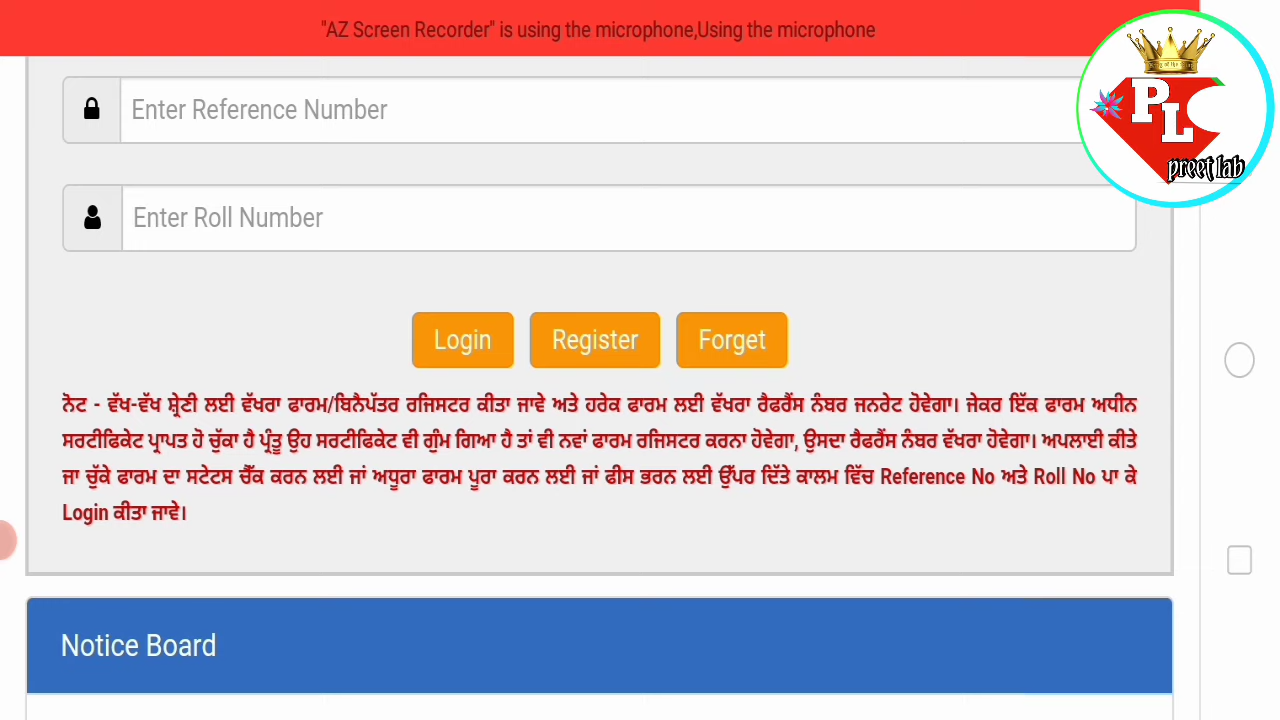 "AZ Screen Recorder" is using the microphone,Using the microphone
Enter Reference Number
PL
preet lab
Enter Roll Number
Login Register Forget
ਨੋਟ - ਵੱਖ-ਵੱਖ ਸ਼੍ਰੇਣੀ ਲਈ ਵੱਖਰਾ ਫਾਰਮ/ਬਿਨੈਪੱਤਰ ਰਜਿਸਟਰ ਕੀਤਾ ਜਾਵੇ ਅਤੇ ਹਰੇਕ ਫਾਰਮ ਲਈ ਵੱਖਰਾ ਰੈਫਰੈਂਸ ਨੰਬਰ ਜਨਰੇਟ ਹੋਵੇਗਾ। ਜੇਕਰ ਇੱਕ ਫਾਰਮ ਅਧੀਨ
ਸਰਟੀਫਿਕੇਟ ਪ੍ਰਾਪਤ ਹੋ ਚੁੱਕਾ ਹੈ ਪ੍ਰੰਤੂ ਉਹ ਸਰਟੀਫਿਕੇਟ ਵੀ ਗੁੰਮ ਗਿਆ ਹੈ ਤਾਂ ਵੀ ਨਵਾਂ ਫਾਰਮ ਰਜਿਸਟਰ ਕਰਨਾ ਹੋਵੇਗਾ, ਉਸਦਾ ਰੈਫਰੈਂਸ ਨੰਬਰ ਵੱਖਰਾ ਹੋਵੇਗਾ। ਅਪਲਾਈ ਕੀਤੇ
ਜਾ ਚੁੱਕੇ ਫਾਰਮ ਦਾ ਸਟੇਟਸ ਚੈੱਕ ਕਰਨ ਲਈ ਜਾਂ ਅਧੂਰਾ ਫਾਰਮ ਪੂਰਾ ਕਰਨ ਲਈ ਜਾਂ ਫੀਸ ਭਰਨ ਲਈ ਉੱਪਰ ਦਿੱਤੇ ਕਾਲਮ ਵਿੱਚ Reference No ਅਤੇ Roll No ਪਾ ਕੇ
Login ਕੀਤਾ ਜਾਵੇ।
Notice Board